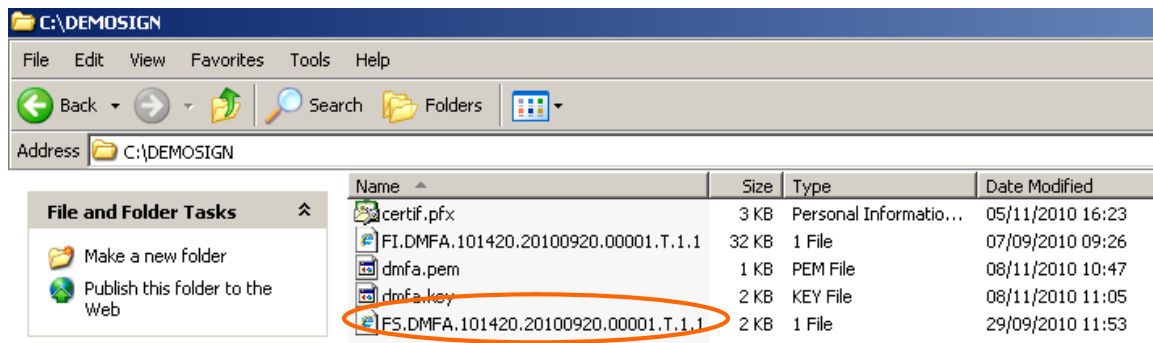 C:\DEMOSIGN
File Edit View Favorites Tools Help
Back Search Folders
Address C:\DEMOSIGN
File and Folder Tasks
Make a new folder
Publish this folder to the
Web
Name Size Type Date Modified
certif.pfx 3 KB Personal Informatio... 05/11/2010 16:23
FI.DMFA.101420.20100920.00001.T.1.1 32 KB 1 File 07/09/2010 09:26
dmfa.pem 1 KB PEM File 08/11/2010 10:47
dmfa.key 2 KB KEY File 08/11/2010 11:05
FS.DMFA.101420.20100920.00001.T.1.1 2 KB 1 File 29/09/2010 11:53